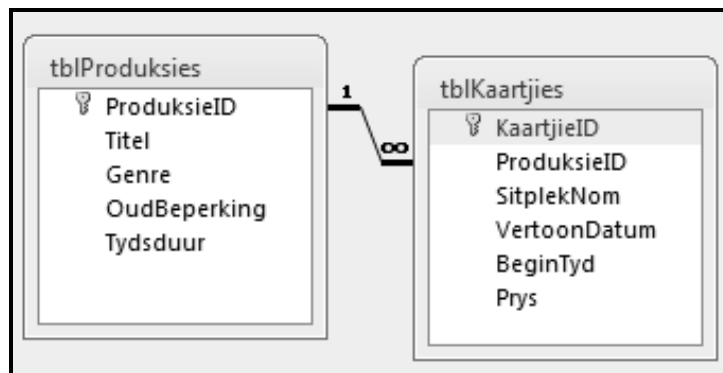 tblProduksies
ProduksieID
Titel
Genre
OudBeperking
Tydsduur
1
∞
tblKaartjies
KaartjieID
ProduksieID
SitplekNom
VertoonDatum
BeginTyd
Prys